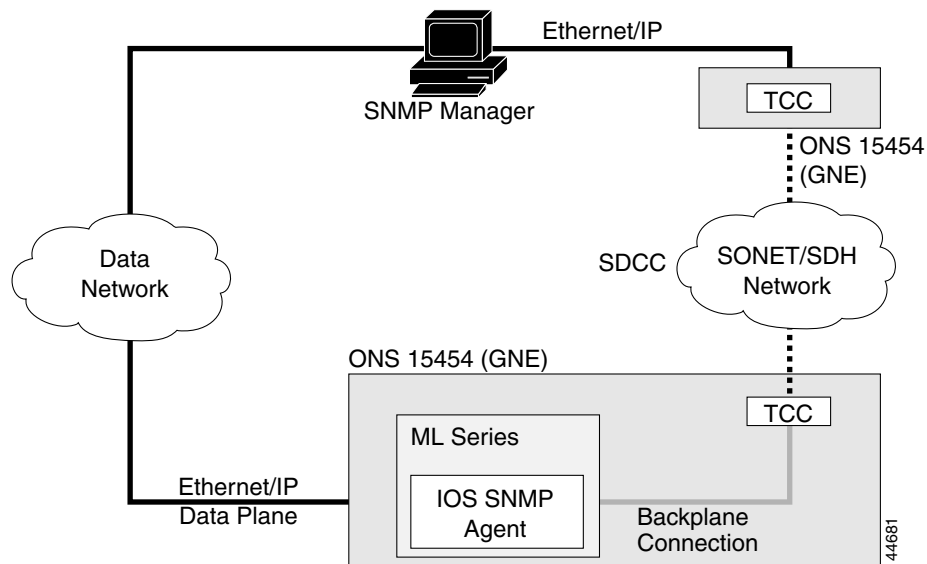 Ethernet/IP
SNMP Manager
TCC
ONS 15454
(GNE)
Data
Network
SDCC
SONET/SDH
Network
ONS 15454 (GNE)
TCC
ML Series
Ethernet/IP
Data Plane
IOS SNMP
Agent
Backplane
Connection
44681